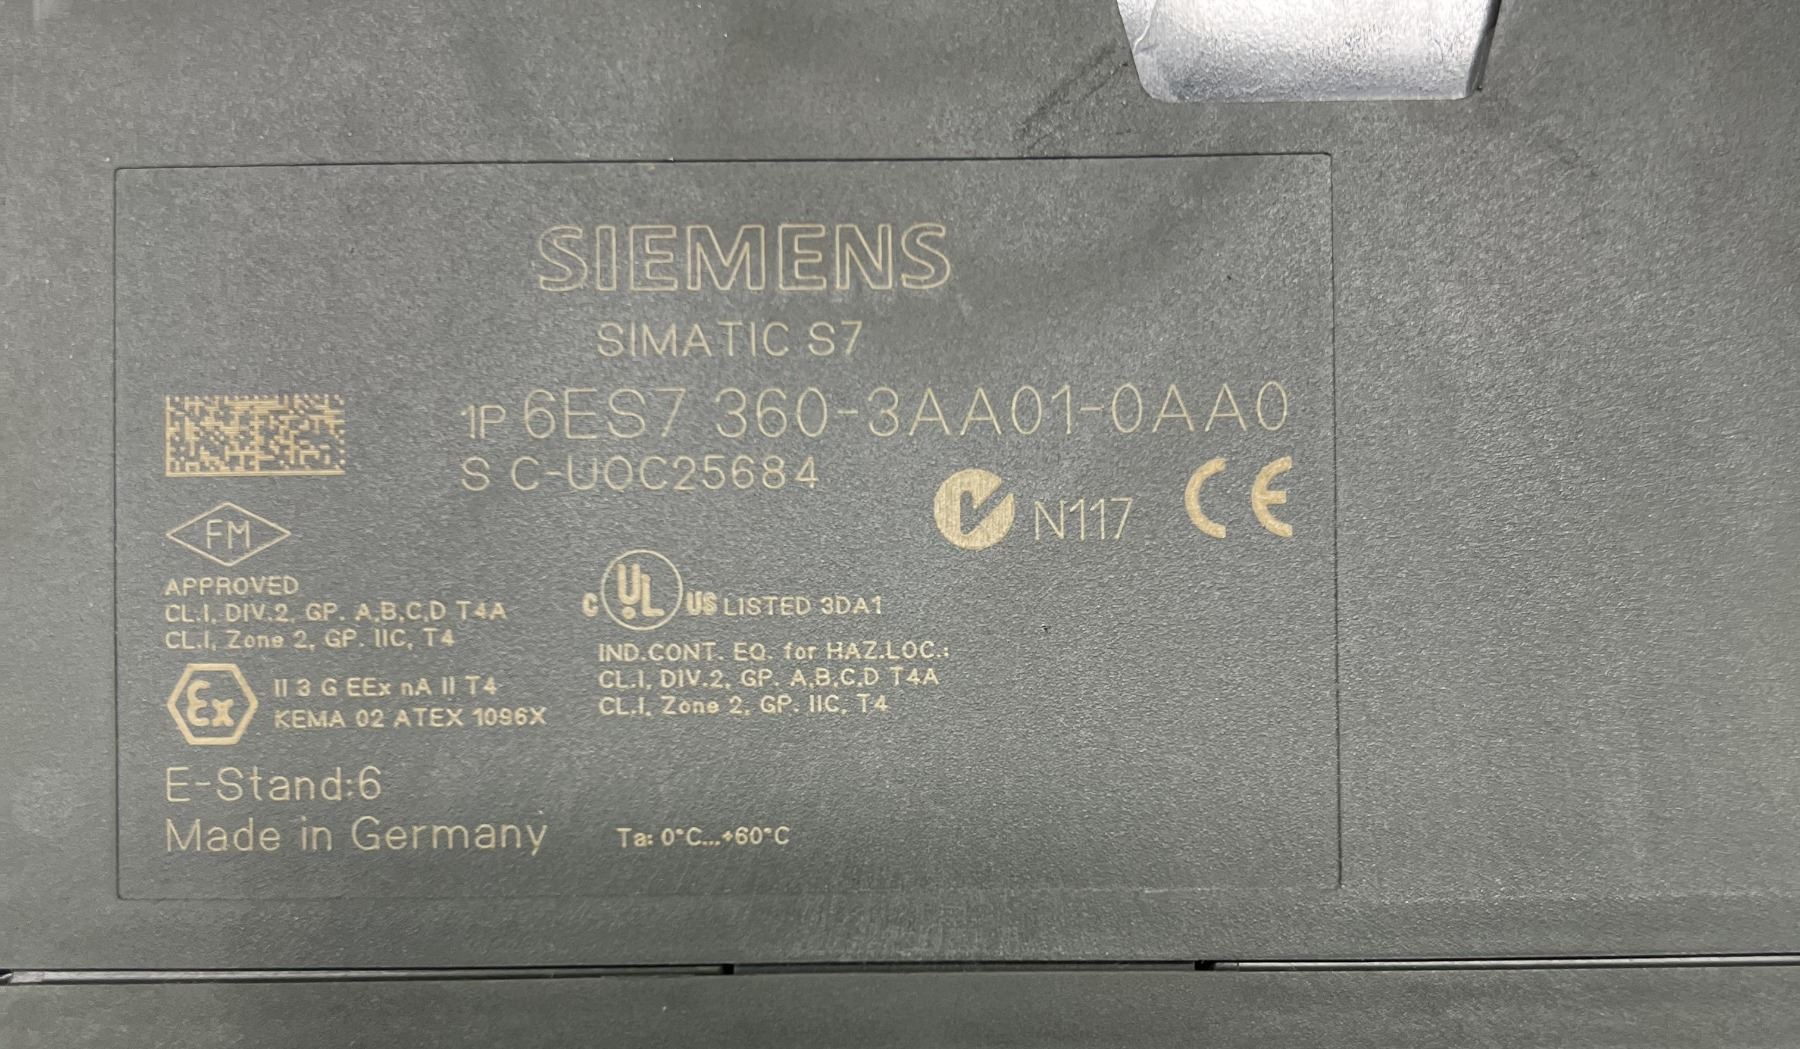 SIEMENS
SIMATIC S7
1P 6ES7 360-3AA01-0AA0
S C-U0C25684
N117 CE
FM
APPROVED
CL.I, DIV.2, GP. A,B,C,D T4A
CL.I, Zone 2, GP. IIC, T4
C UL US LISTED 3DA1
IND.CONT. EQ. for HAZ.LOC.:
CL.I, DIV.2, GP. A,B,C,D T4A
CL.I, Zone 2, GP. IIC, T4
Ex II 3 G EEx nA II T4
KEMA 02 ATEX 1096X
E-Stand:6
Made in Germany
Ta: 0°C...+60°C